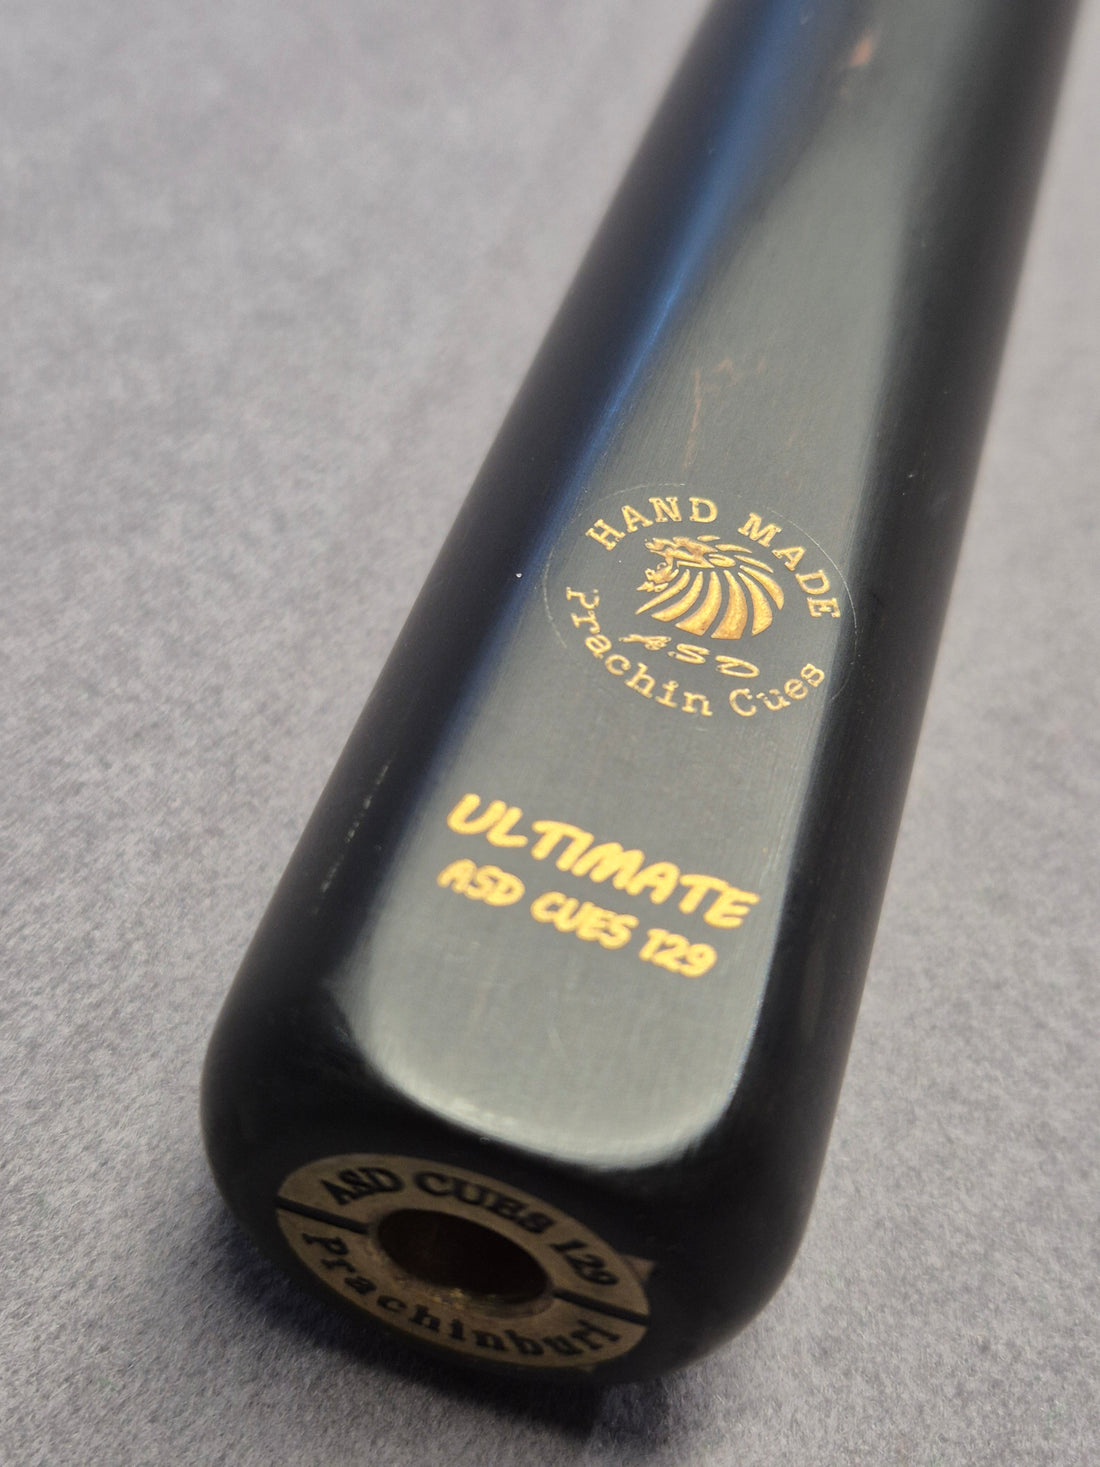 HAND MADE
ASD
Prachin Cues
ULTIMATE
ASD CUES 129
ASD CUES 129
Prachinburi